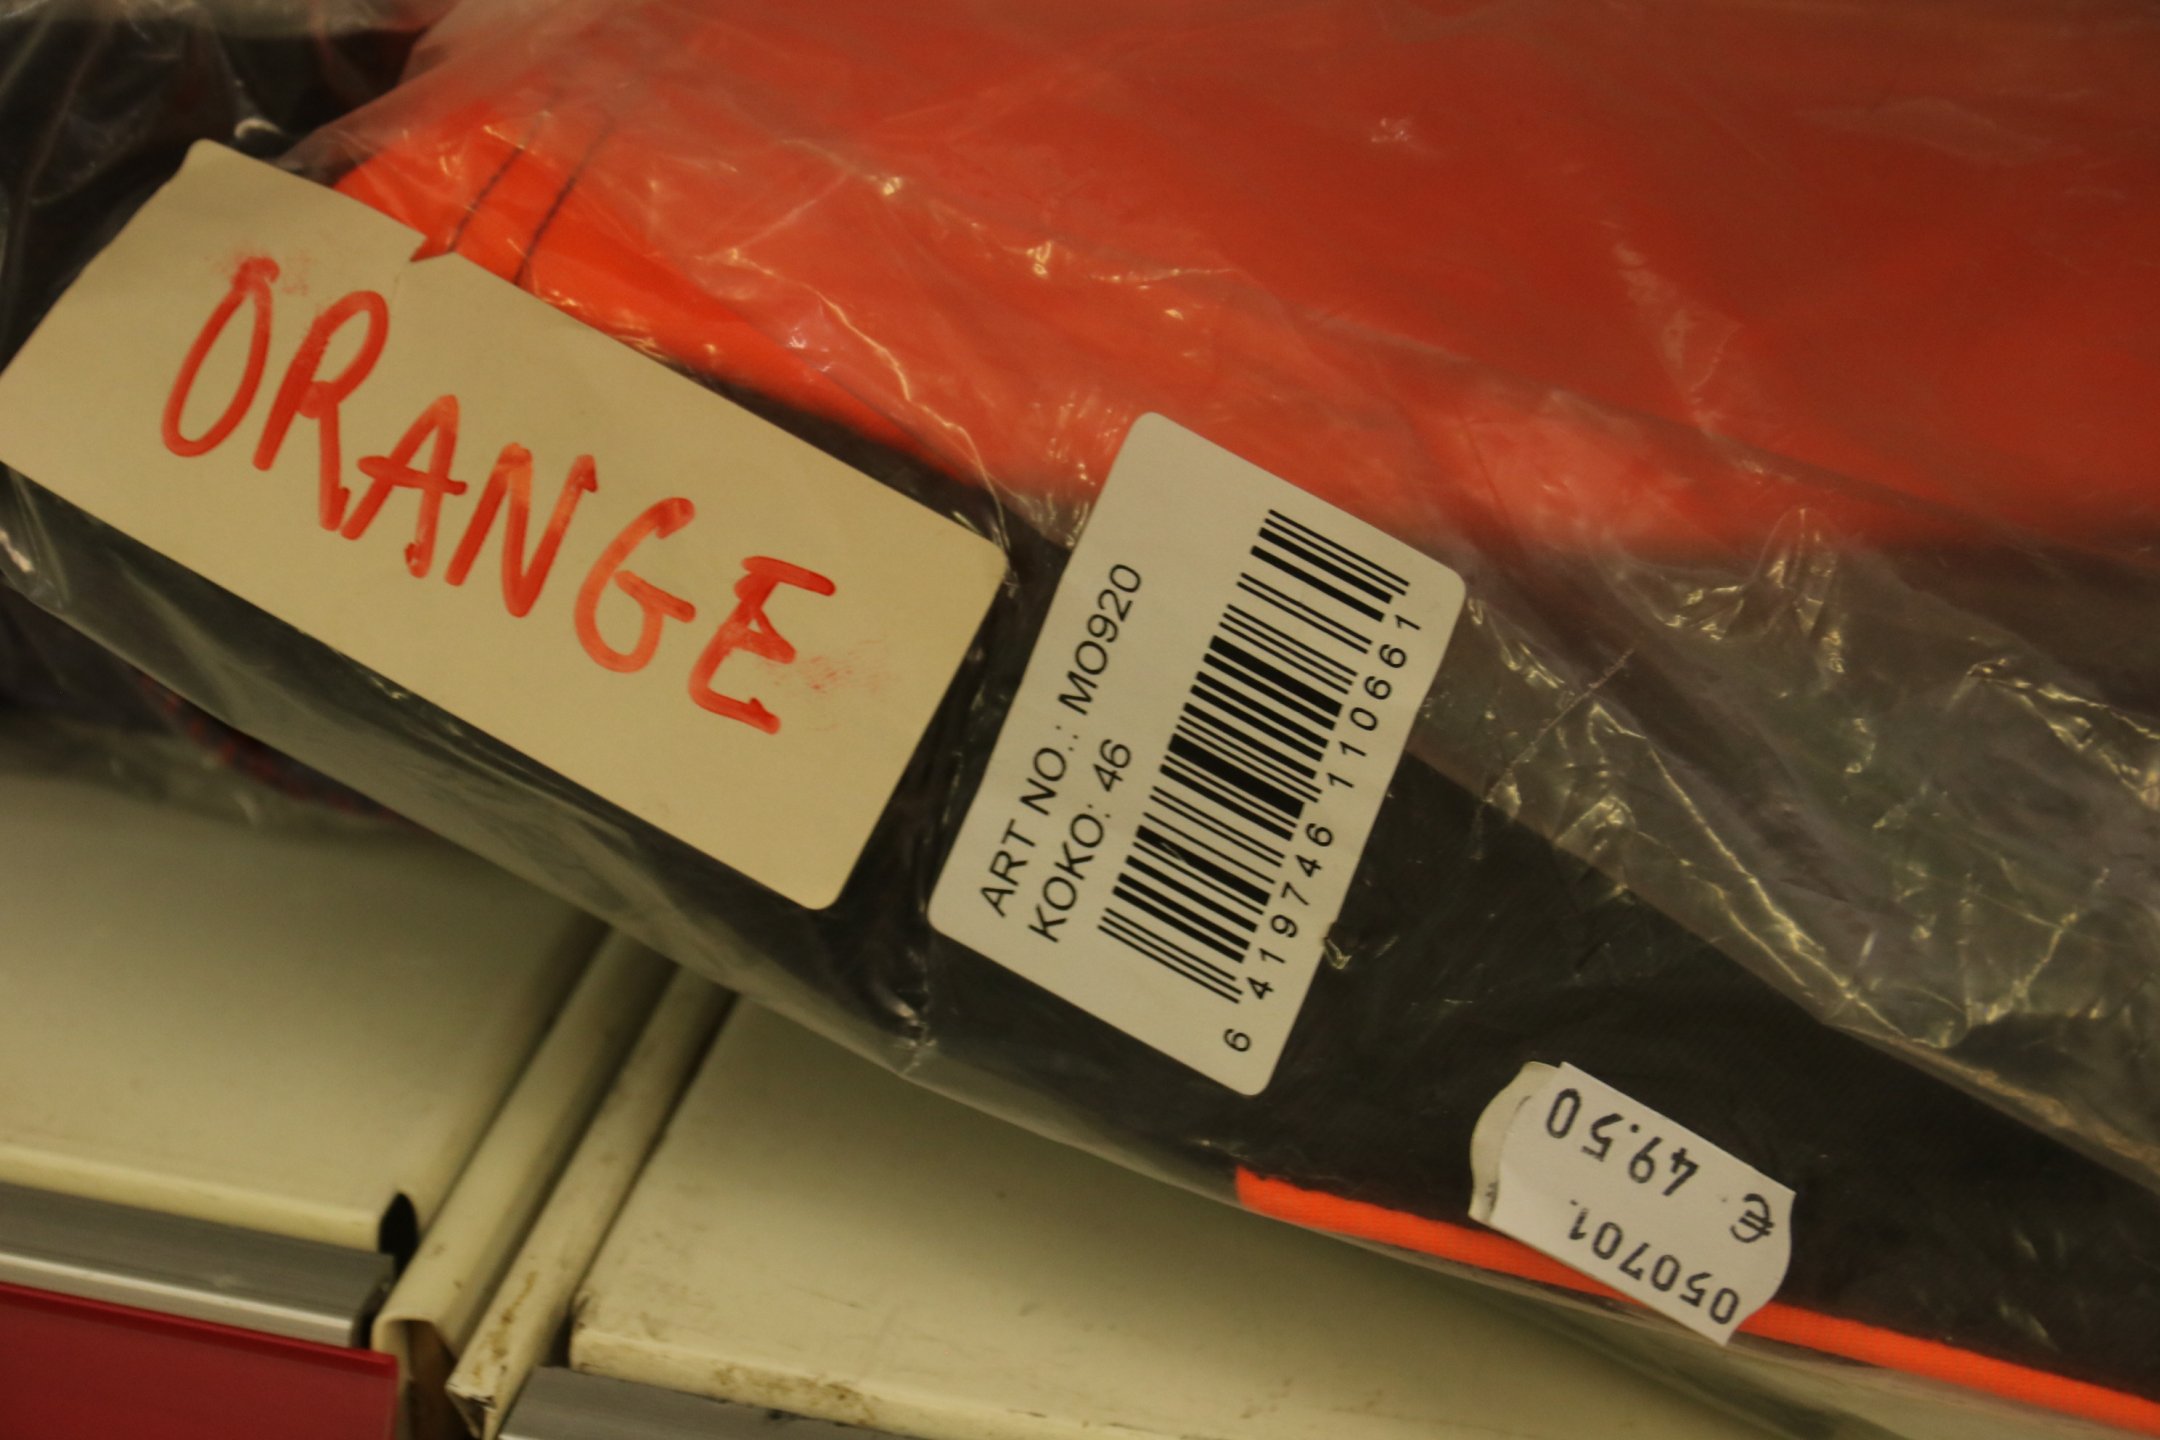 ORANGE
ART NO.: MO920
KOKO: 46
6 419746 110661
050701
€ 49.50